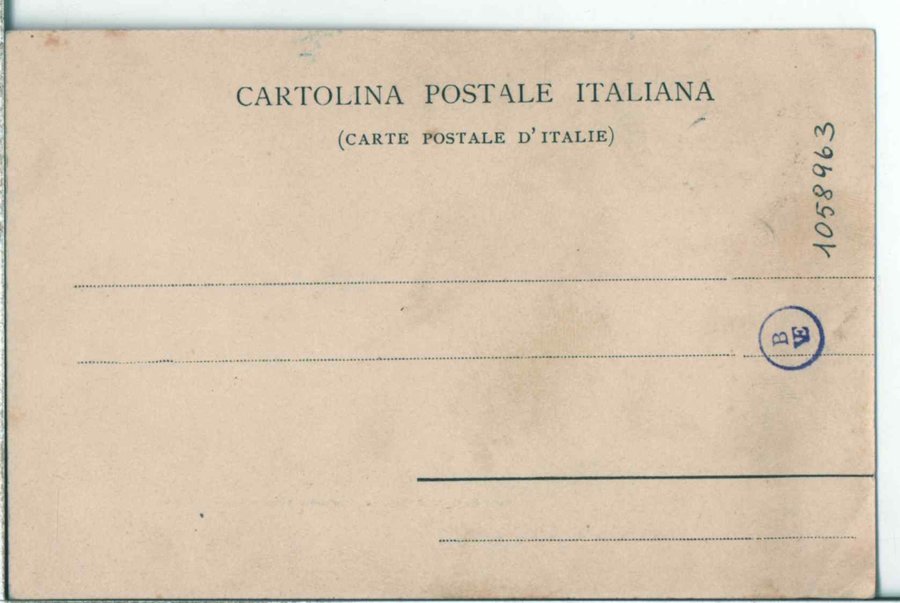 CARTOLINA POSTALE ITALIANA
(CARTE POSTALE D'ITALIE)
1058963
B
VE